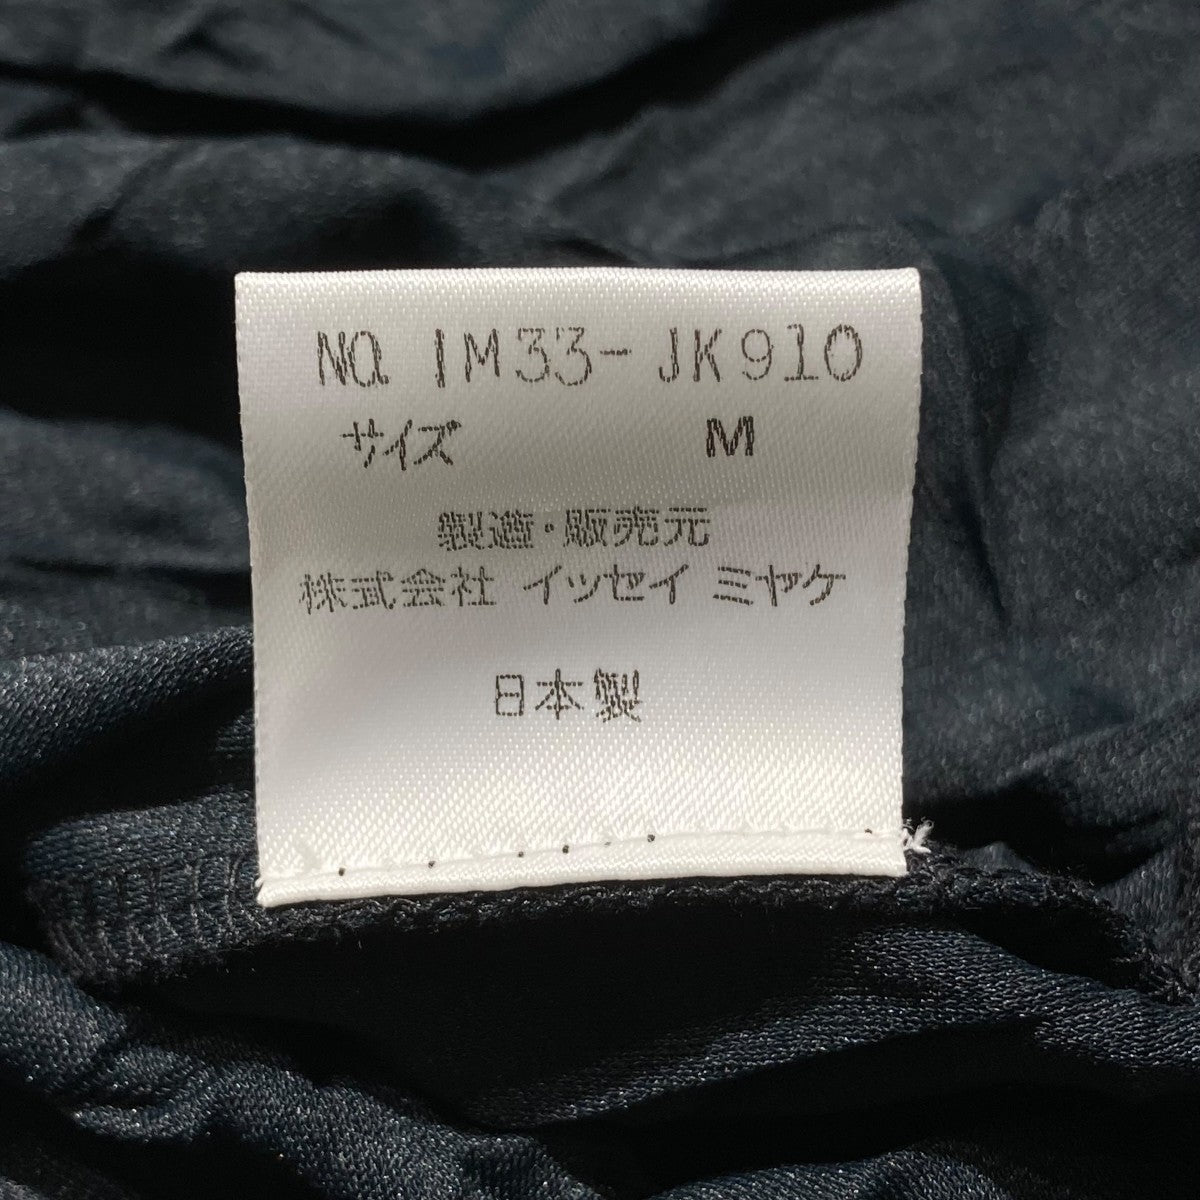 NO. IM33-JK910
サイズ M
製造・販売元
株式会社 イッセイ ミヤケ
日本製